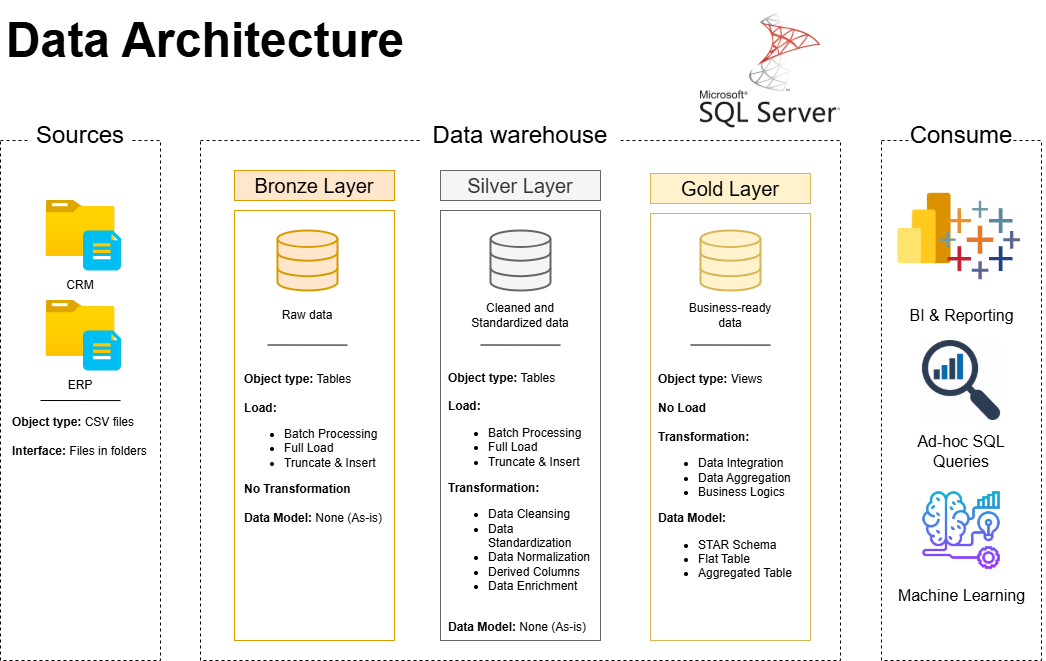 Data Architecture
Microsoft®
SQL Server
Sources
CRM
ERP
Object type: CSV files
Interface: Files in folders
Data warehouse
Bronze Layer
Raw data
Object type: Tables
Load:
• Batch Processing
• Full Load
• Truncate & Insert
No Transformation
Data Model: None (As-is)
Silver Layer
Cleaned and
Standardized data
Object type: Tables
Load:
• Batch Processing
• Full Load
• Truncate & Insert
Transformation:
• Data Cleansing
• Data
Standardization
• Data Normalization
• Derived Columns
• Data Enrichment
Data Model: None (As-is)
Gold Layer
Business-ready
data
Object type: Views
No Load
Transformation:
• Data Integration
• Data Aggregation
• Business Logics
Data Model:
• STAR Schema
• Flat Table
• Aggregated Table
Consume
BI & Reporting
Ad-hoc SQL
Queries
Machine Learning